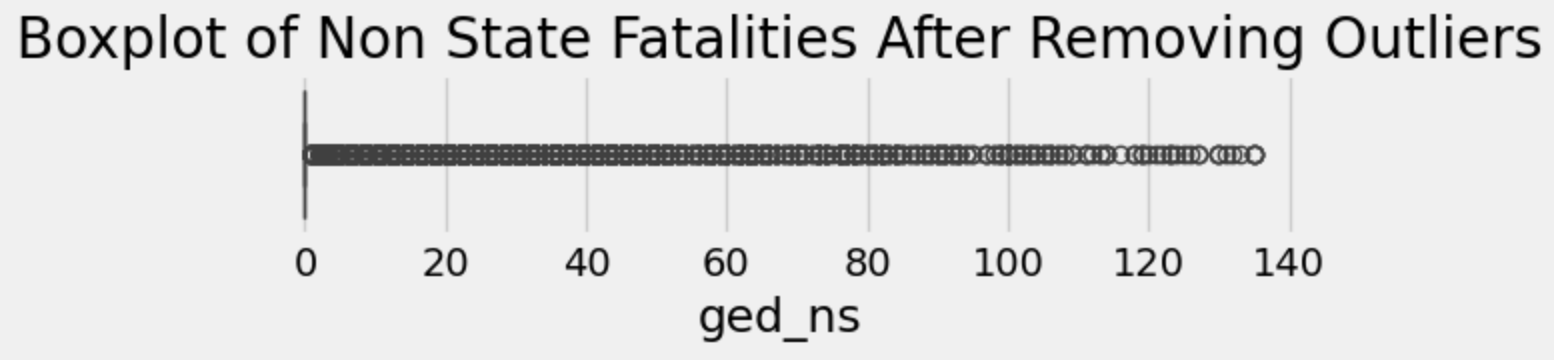 Boxplot of Non State Fatalities After Removing Outliers
0 20 40 60 80 100 120 140
ged_ns